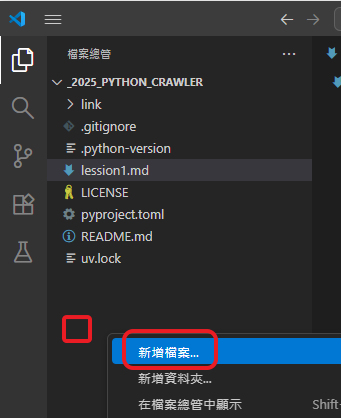 檔案總管
_2025_PYTHON_CRAWLER
link
.gitignore
.python-version
lession1.md
LICENSE
pyproject.toml
README.md
uv.lock
新增檔案...
新增資料夾...
在檔案總管中顯示 Shift-